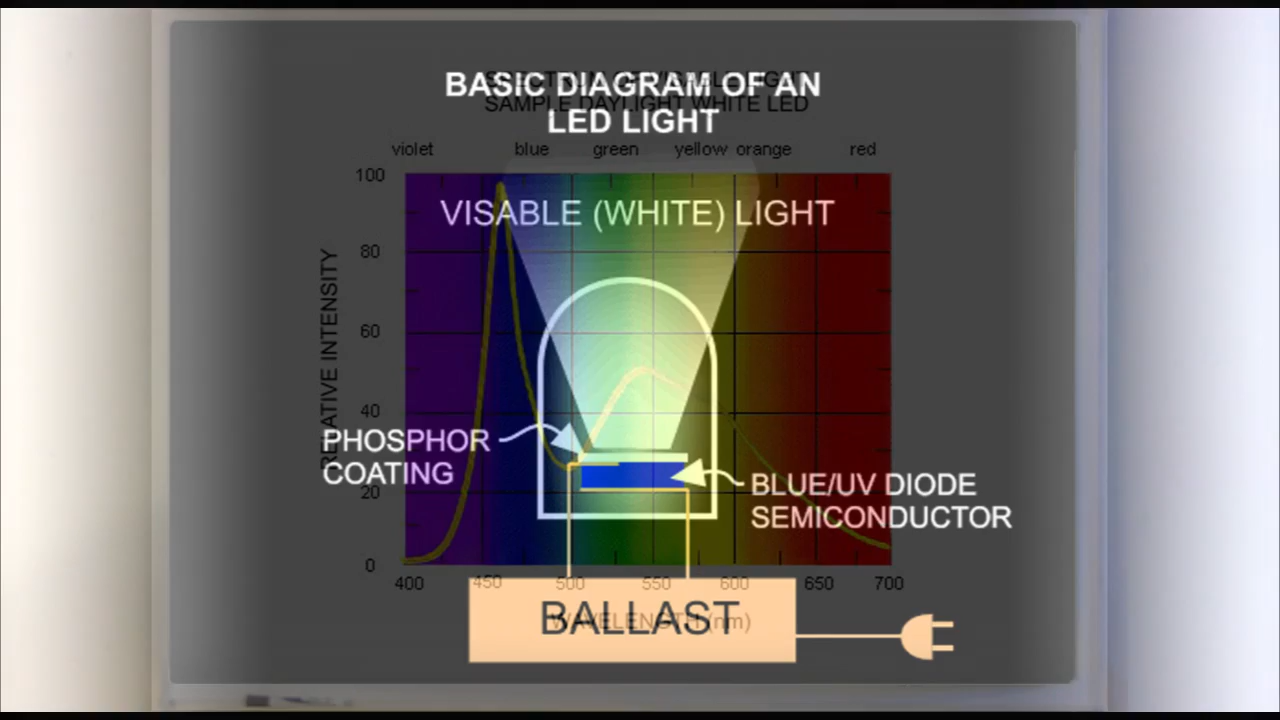 BASIC DIAGRAM OF AN
SAMPLE DAYLIGHT WHITE LED
LED LIGHT
violet blue green yellow orange red
100
VISABLE (WHITE) LIGHT
80
60
RELATIVE INTENSITY
40
PHOSPHOR
COATING
20
BLUE/UV DIODE
SEMICONDUCTOR
0
400 450 500 550 600 650 700
BALLAST
WAVELENGTH (nm)